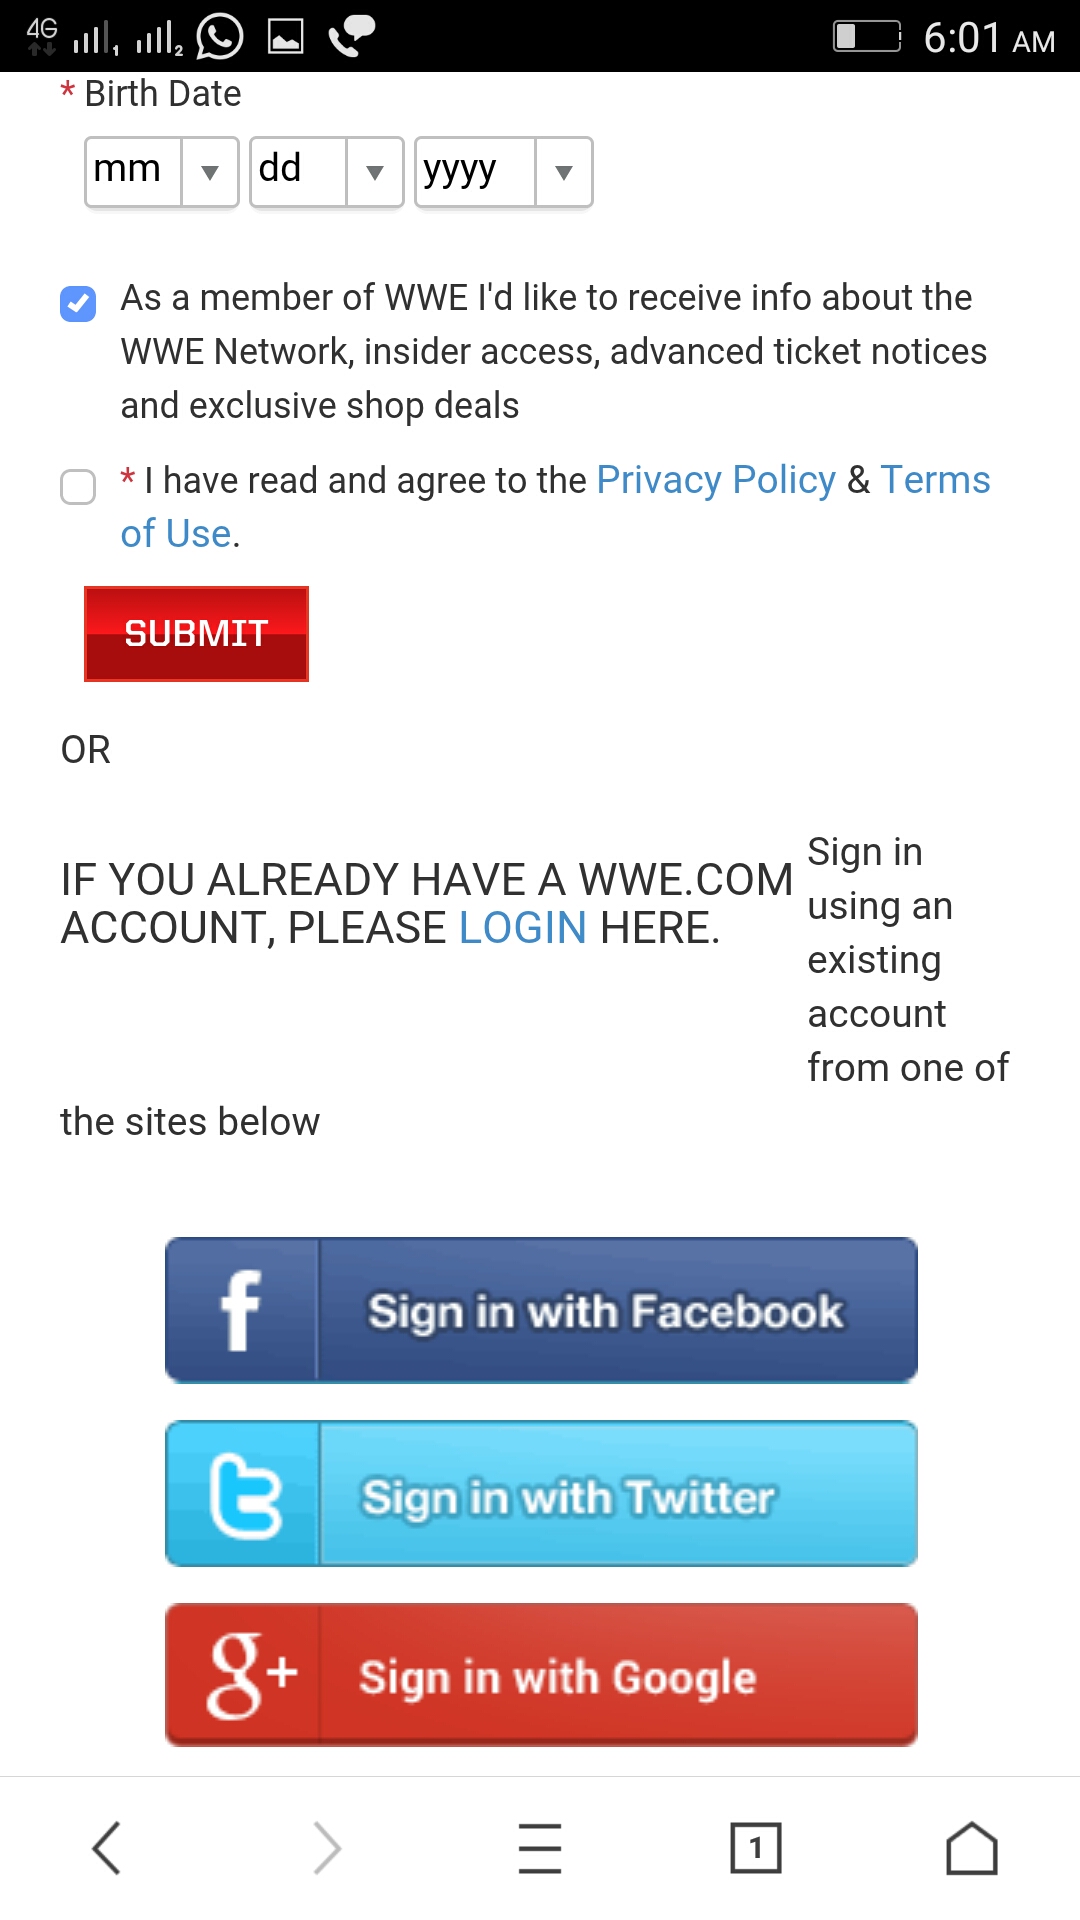 4G 1 2 6:01 AM
* Birth Date
mm dd yyyy
As a member of WWE I'd like to receive info about the
WWE Network, insider access, advanced ticket notices
and exclusive shop deals
* I have read and agree to the Privacy Policy & Terms
of Use.
SUBMIT
OR
IF YOU ALREADY HAVE A WWE.COM
ACCOUNT, PLEASE LOGIN HERE.
Sign in
using an
existing
account
from one of
the sites below
f Sign in with Facebook
t Sign in with Twitter
g+ Sign in with Google
1